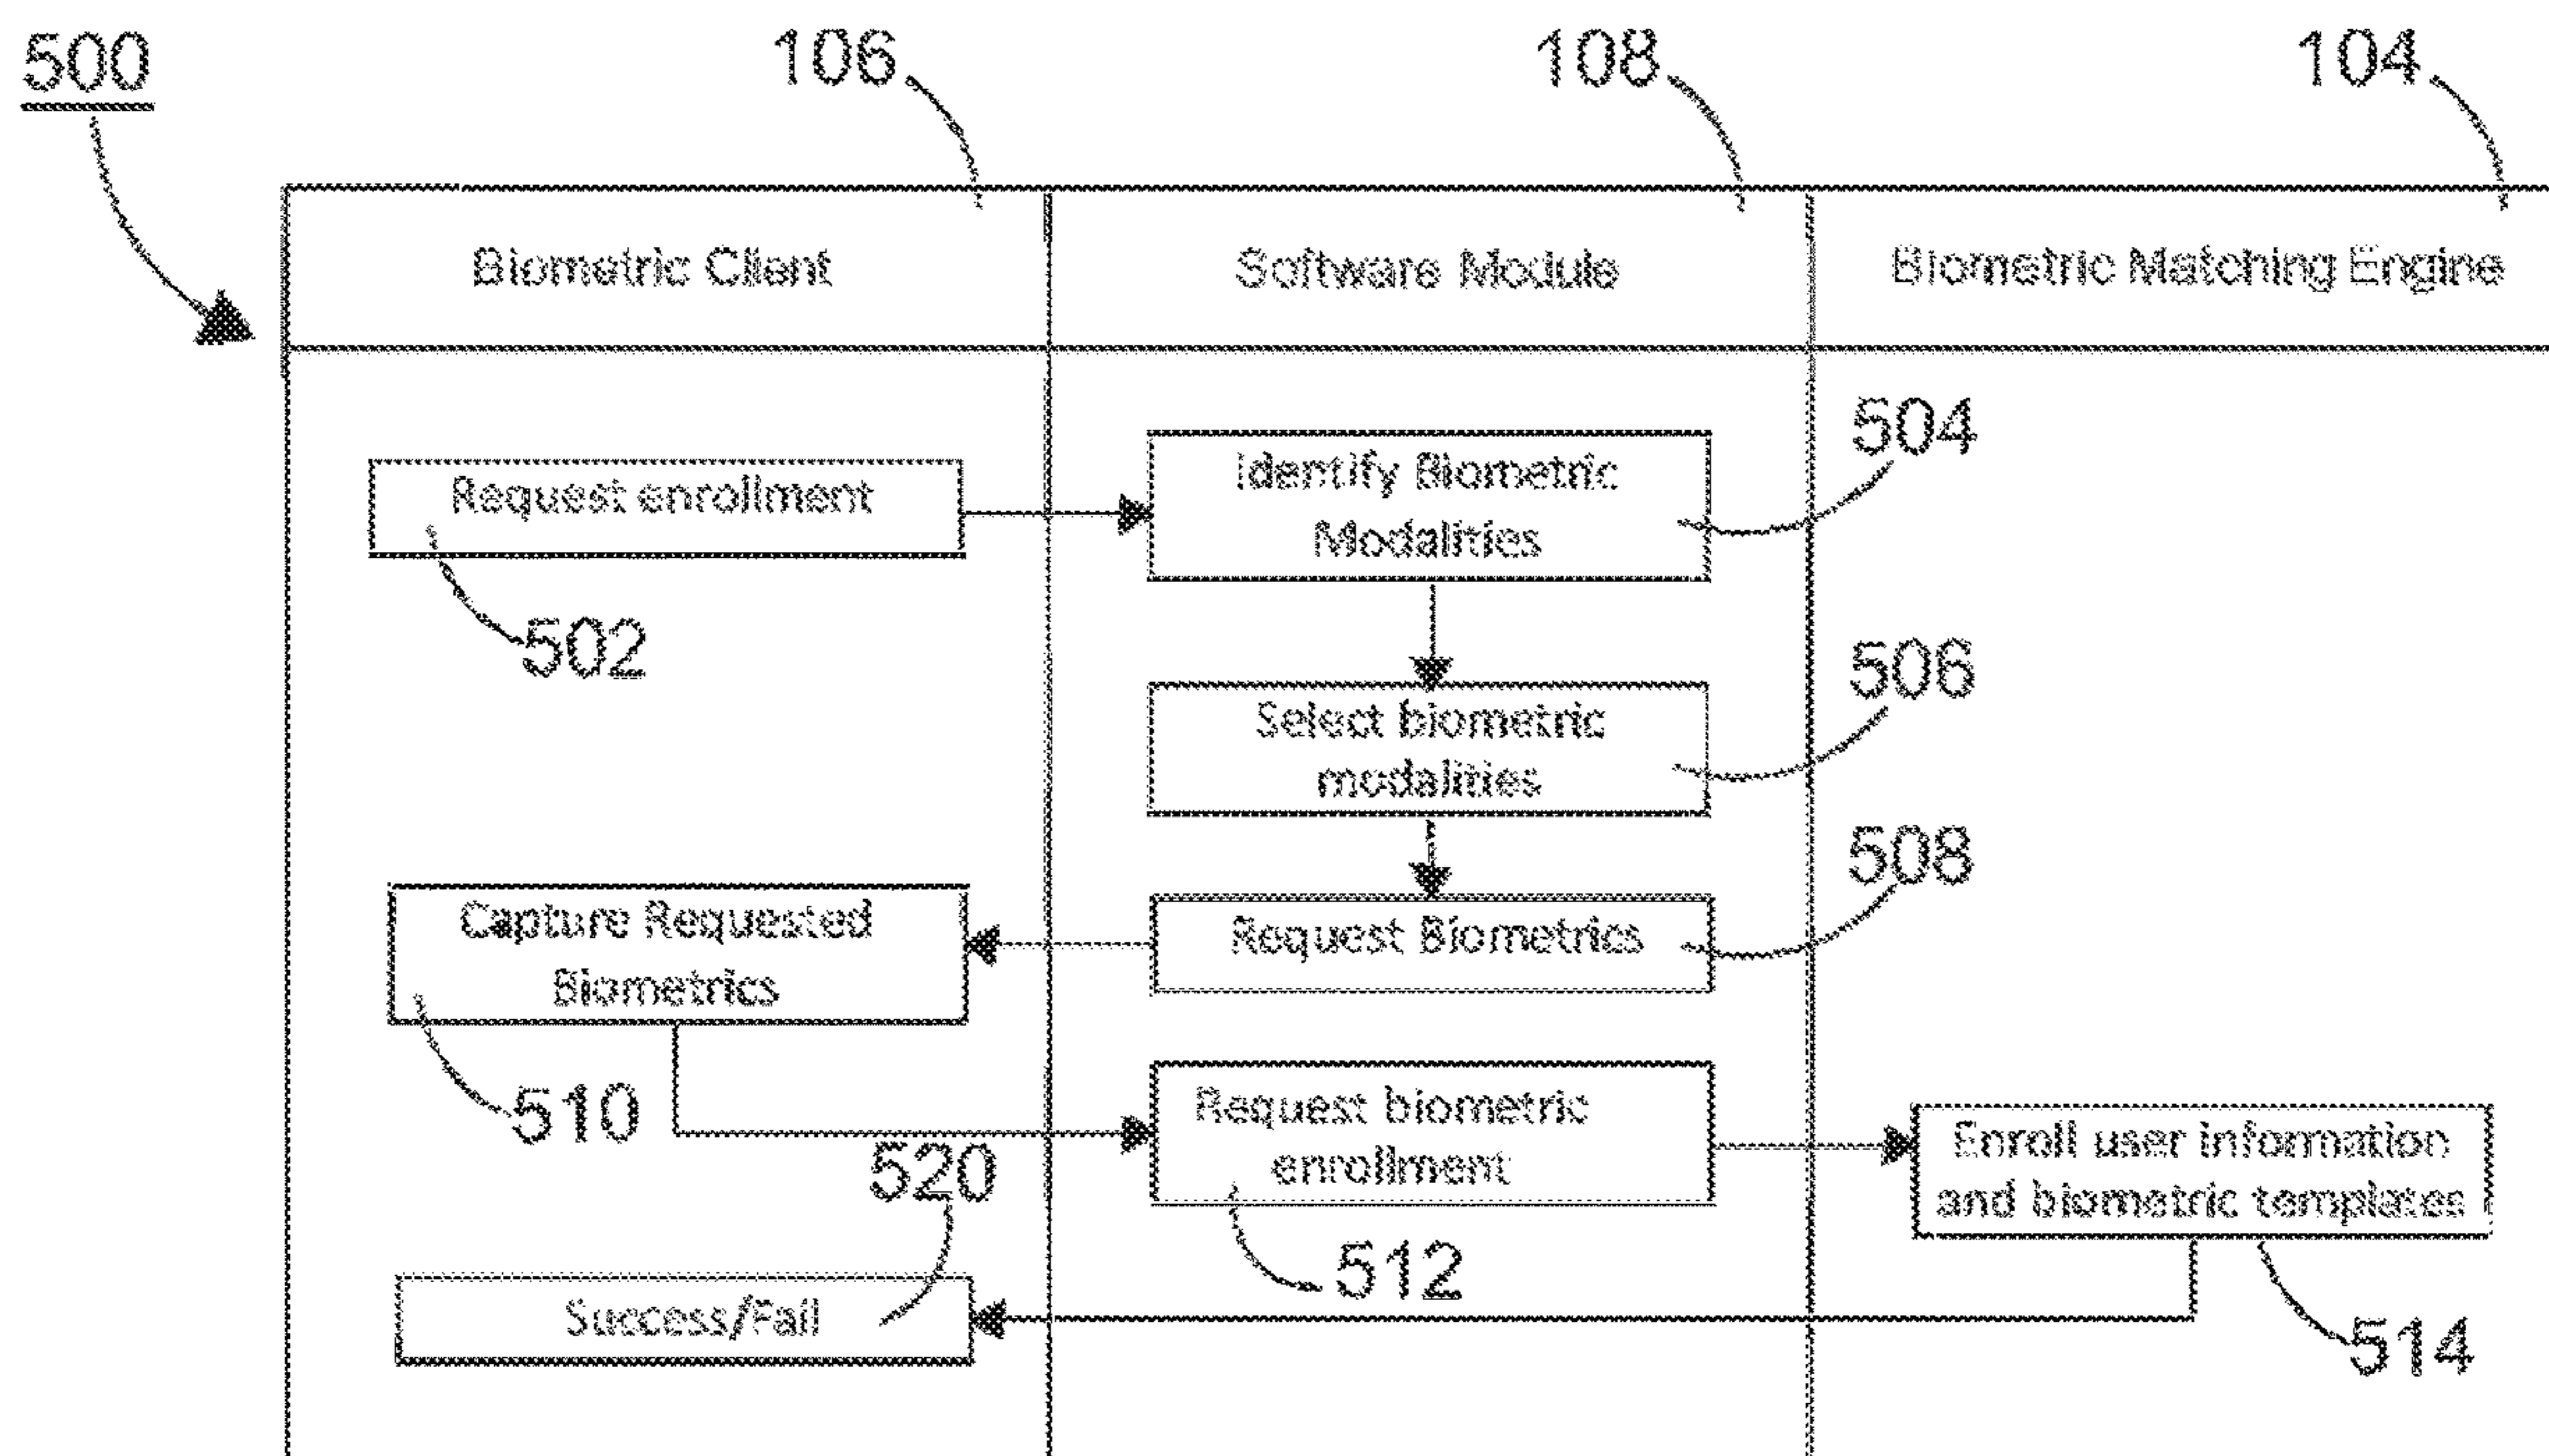 500
106
108
104
Biometric Client
Software Module
Biometric Matching Engine
504
Request enrollment
Identify Biometric
Modalities
502
506
Select biometric
modalities
508
Capture Requested
Biometrics
Request Biometrics
510
520
Request biometric
enrollment
Enroll user information
and biometric templates
512
Success/Fail
514